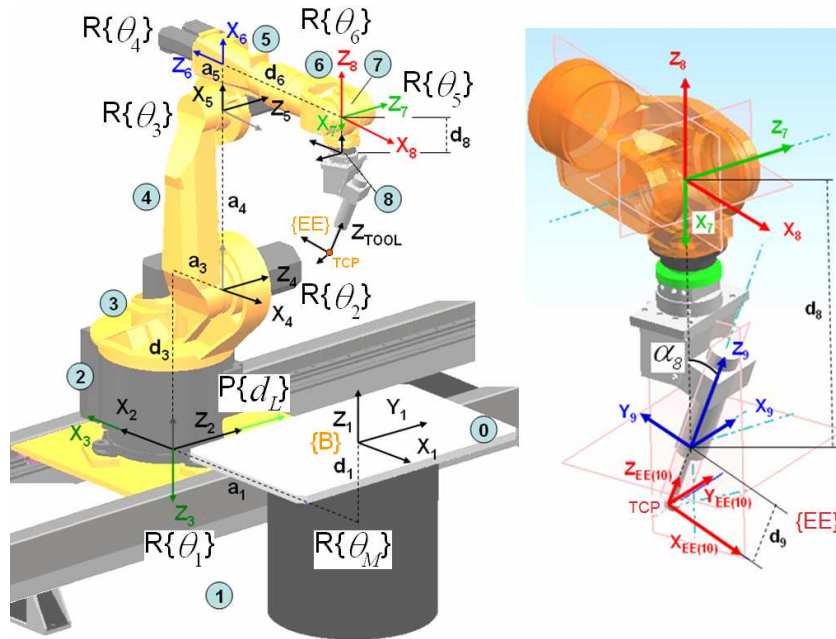 R{θ4}
X6
5
R{θ6}
Z6
a5
d6
6
Z8
7
X5
R{θ5}
Z7
R{θ3}
Z5
X7
d8
X8
4
8
a4
{EE}
ZTOOL
TCP
a3
Z4
R{θ2}
3
X4
d3
2
P{dL}
X2
Z2
Z1
Y1
0
X3
{B}
X1
d1
a1
Z3
R{θ1}
R{θM}
1
Z8
Z7
X7
X8
d8
α8
Z9
Y9
X9
ZEE(10)
TCP
YEE(10)
{EE}
XEE(10)
d9